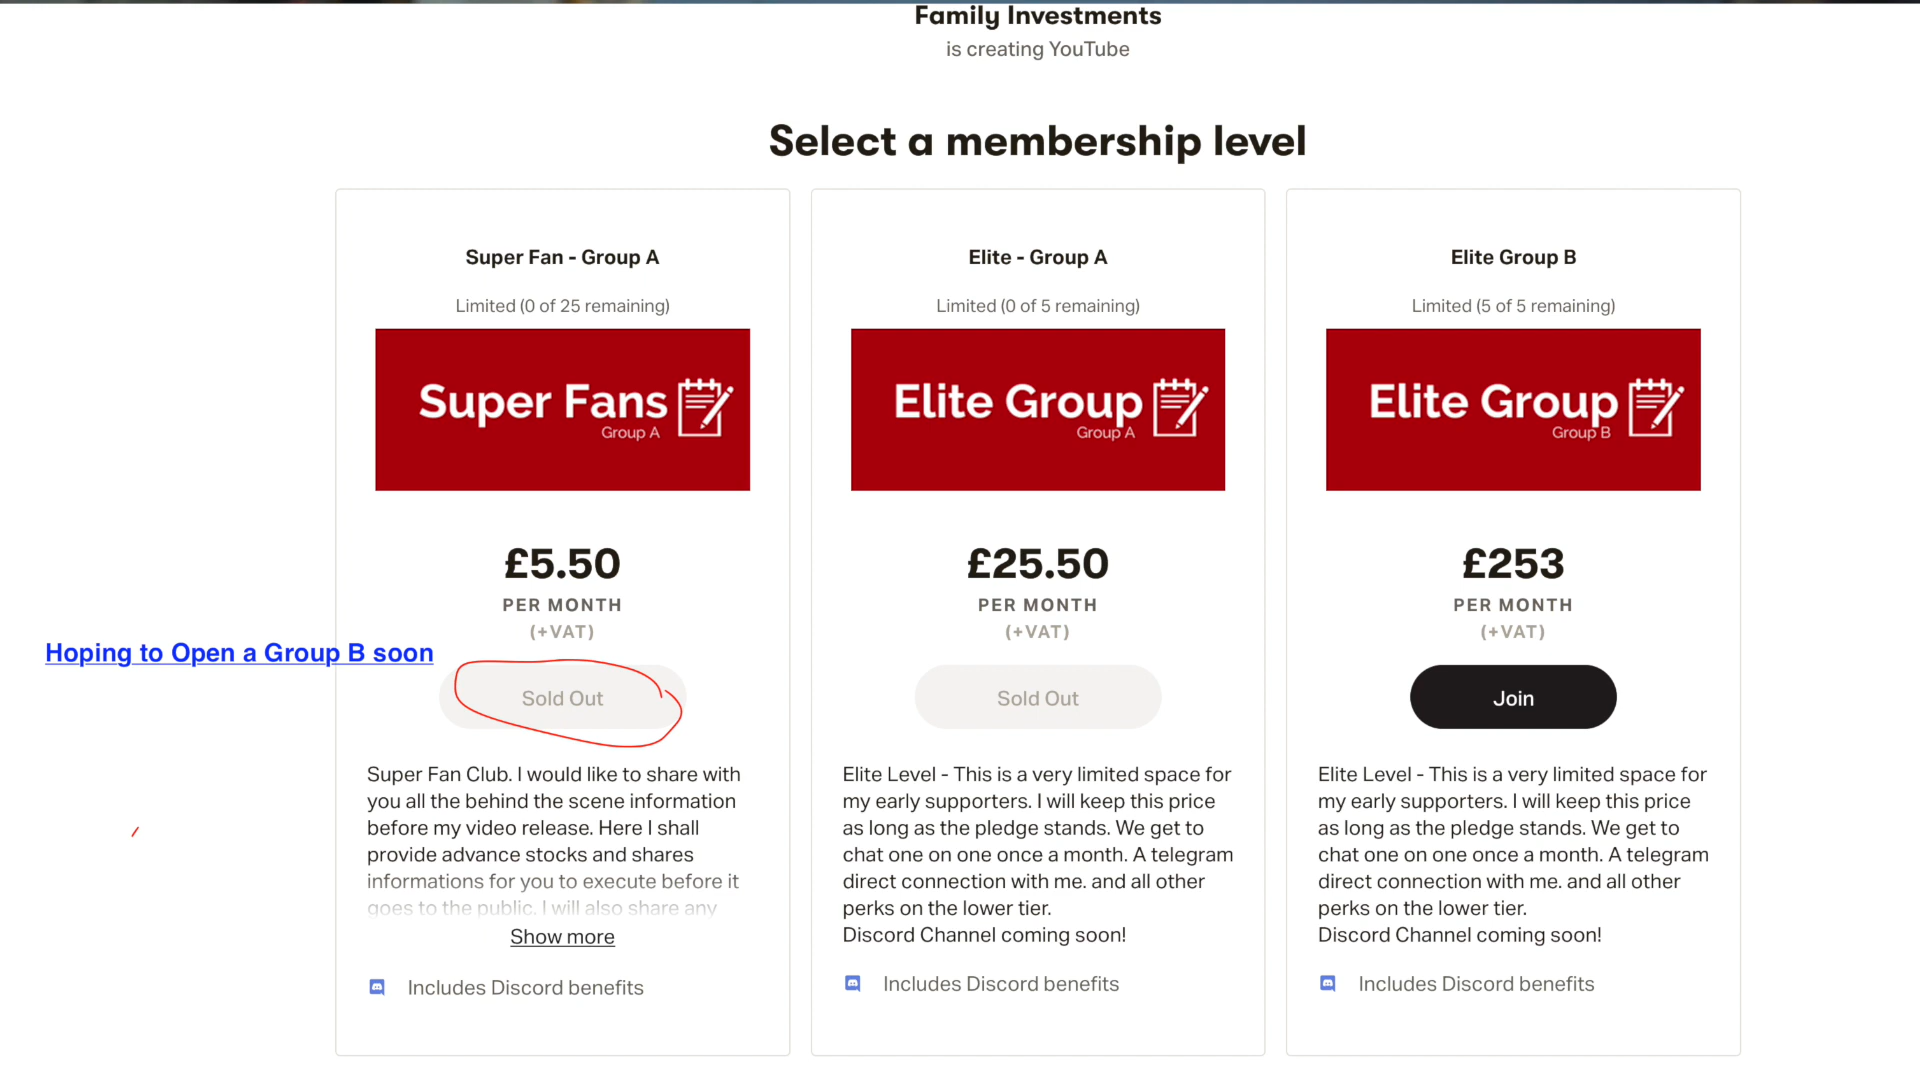 Family Investments
is creating YouTube
Select a membership level
Super Fan - Group A
Limited (0 of 25 remaining)
Super Fans
Group A
£5.50
PER MONTH
(+VAT)
Hoping to Open a Group B soon
Sold Out
Super Fan Club. I would like to share with
you all the behind the scene information
before my video release. Here I shall
provide advance stocks and shares
informations for you to execute before it
goes to the public. I will also share any
Show more
Includes Discord benefits
Elite - Group A
Limited (0 of 5 remaining)
Elite Group
Group A
£25.50
PER MONTH
(+VAT)
Sold Out
Elite Level - This is a very limited space for
my early supporters. I will keep this price
as long as the pledge stands. We get to
chat one on one once a month. A telegram
direct connection with me. and all other
perks on the lower tier.
Discord Channel coming soon!
Includes Discord benefits
Elite Group B
Limited (5 of 5 remaining)
Elite Group
Group B
£253
PER MONTH
(+VAT)
Join
Elite Level - This is a very limited space for
my early supporters. I will keep this price
as long as the pledge stands. We get to
chat one on one once a month. A telegram
direct connection with me. and all other
perks on the lower tier.
Discord Channel coming soon!
Includes Discord benefits